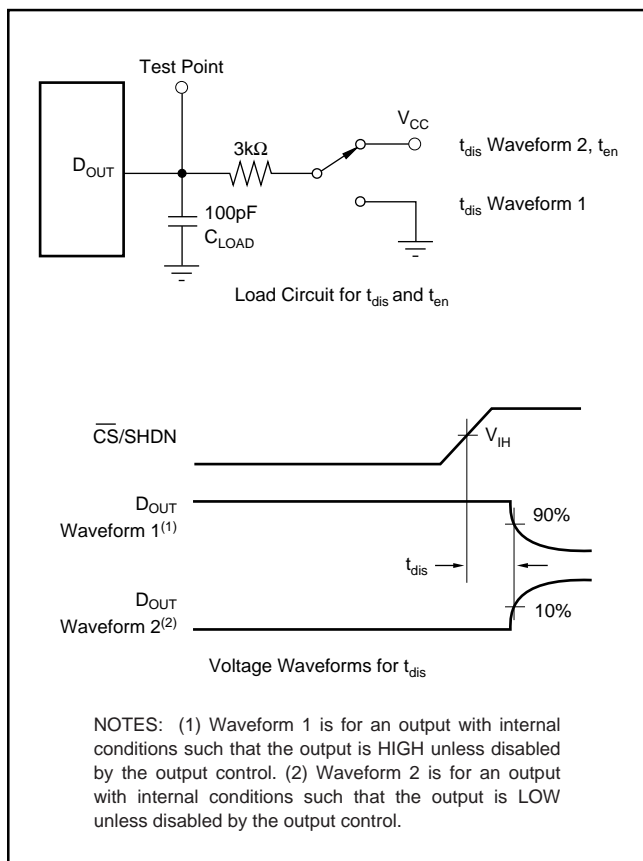 Test Point
D_OUT
3kΩ
V_CC
t_dis Waveform 2, t_en
100pF
C_LOAD
t_dis Waveform 1
Load Circuit for t_dis and t_en
C̅S̅/SHDN
V_IH
D_OUT
Waveform 1(1)
90%
t_dis
D_OUT
Waveform 2(2)
10%
Voltage Waveforms for t_dis
NOTES: (1) Waveform 1 is for an output with internal
conditions such that the output is HIGH unless disabled
by the output control. (2) Waveform 2 is for an output
with internal conditions such that the output is LOW
unless disabled by the output control.